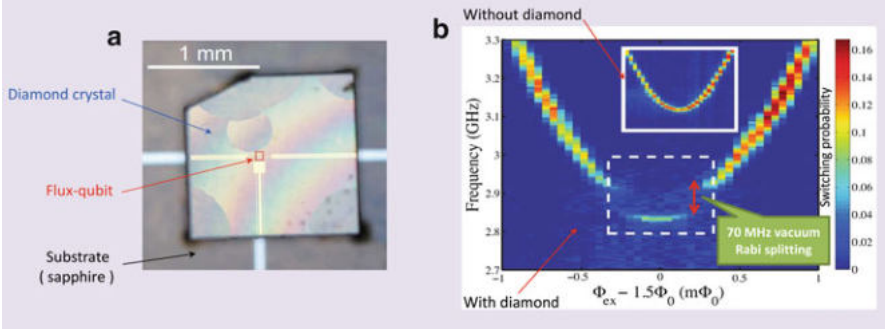 a
1 mm
Diamond crystal
Flux-qubit
Substrate
( sapphire )
b
Without diamond
3.3
3.2
3.1
3
2.9
2.8
2.7
Frequency (GHz)
-1
-0.5
0
0.5
1
Φex − 1.5Φ0 (mΦ0)
70 MHz vacuum
Rabi splitting
With diamond
0.16
0.14
0.12
0.1
0.08
0.06
0.04
0.02
0
Switching probability